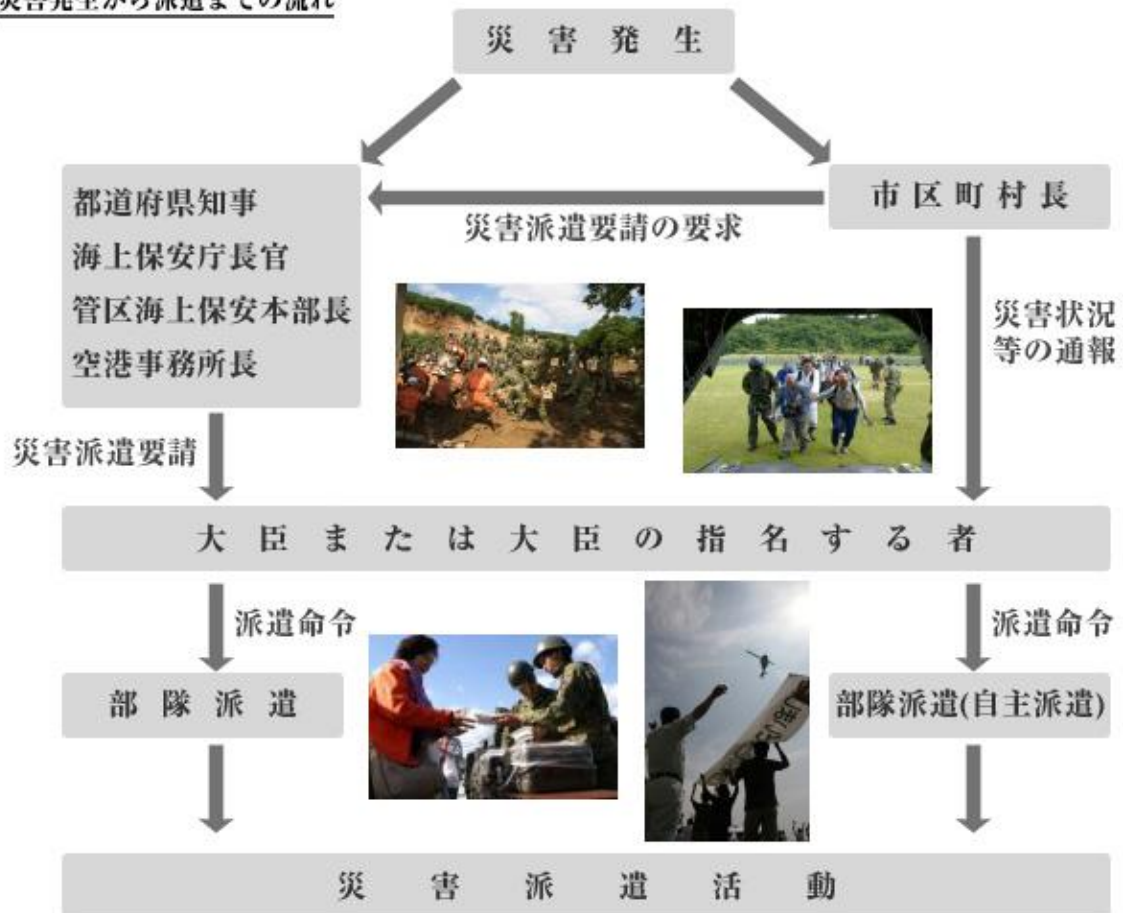 災害発生から派遣までの流れ
災害発生
都道府県知事
海上保安庁長官
管区海上保安本部長
空港事務所長
市区町村長
災害派遣要請の要求
災害状況
等の通報
災害派遣要請
大臣または大臣の指名する者
派遣命令
派遣命令
部隊派遣
部隊派遣(自主派遣)
災害派遣活動